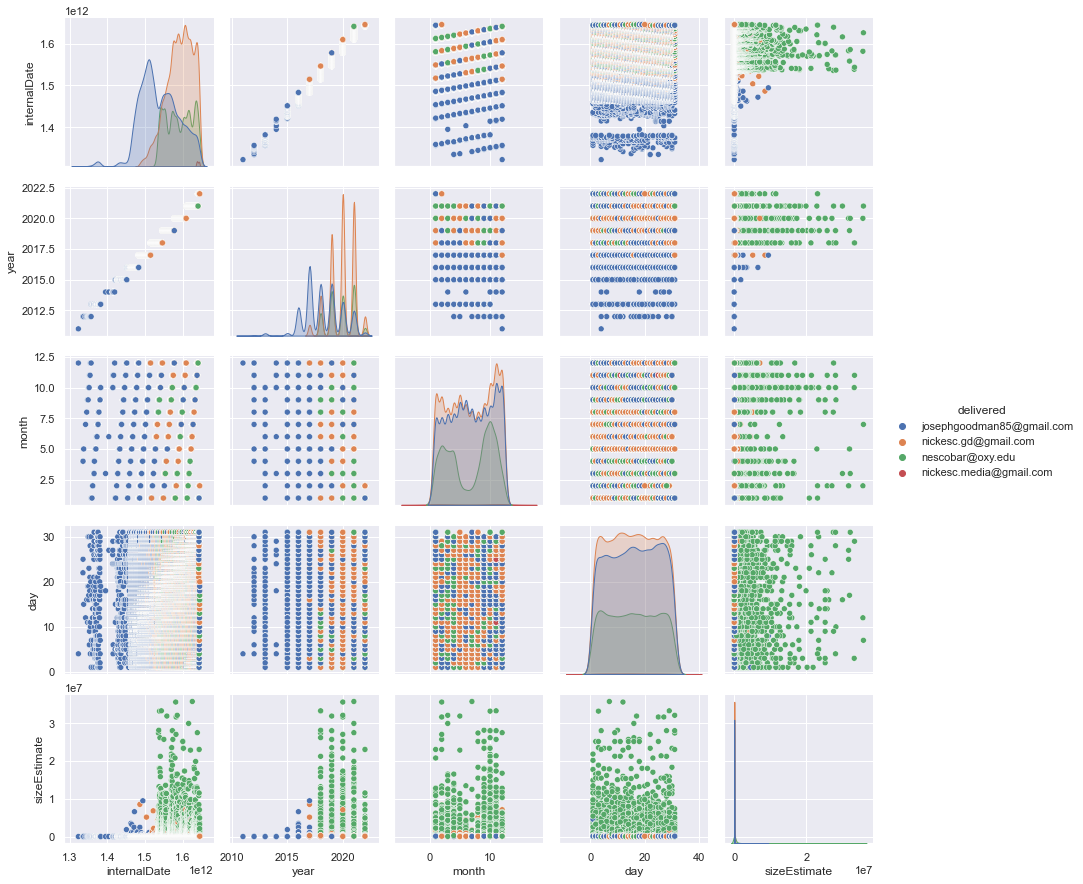 1e12
1.6
1.5
1.4
internalDate
2022.5
2020.0
2017.5
2015.0
2012.5
year
12.5
10.0
7.5
5.0
2.5
month
delivered
josephgoodman85@gmail.com
nickesc.gd@gmail.com
nescobar@oxy.edu
nickesc.media@gmail.com
30
20
10
0
day
1e7
3
2
1
0
sizeEstimate
1.3 1.4 1.5 1.6 2010 2015 2020 0 10 0 20 40 0 2
1e12 1e7
internalDate year month day sizeEstimate